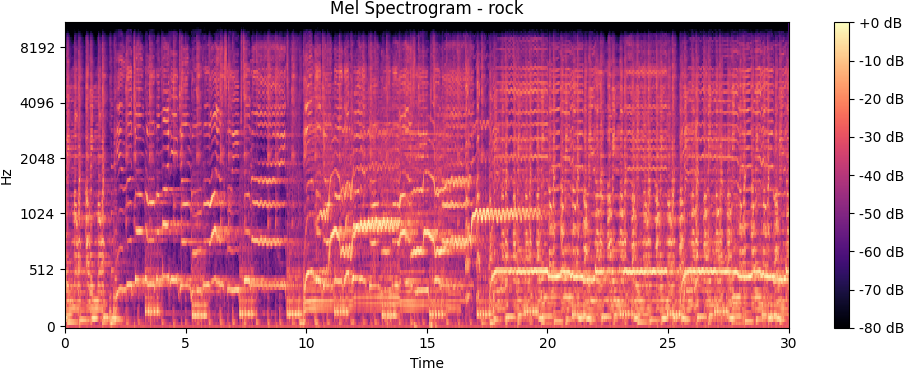 Mel Spectrogram - rock
Hz
8192
4096
2048
1024
512
0
0 5 10 15 20 25 30
Time
+0 dB
-10 dB
-20 dB
-30 dB
-40 dB
-50 dB
-60 dB
-70 dB
-80 dB